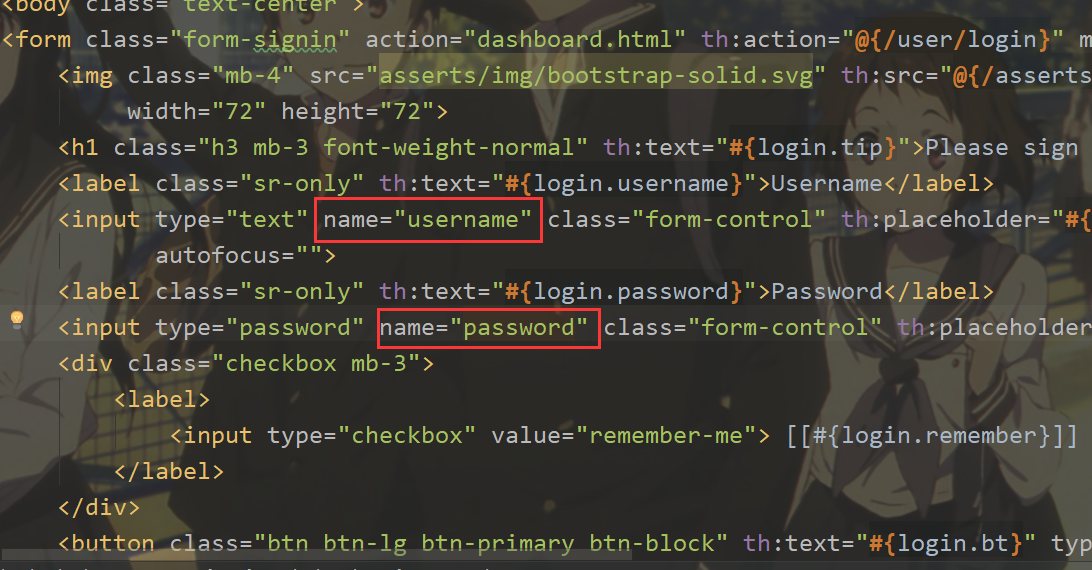 <body class="text-center">
<form class="form-signin" action="dashboard.html" th:action="@{/user/login}" m
<img class="mb-4" src="asserts/img/bootstrap-solid.svg" th:src="@{/asserts
width="72" height="72">
<h1 class="h3 mb-3 font-weight-normal" th:text="#{login.tip}">Please sign
<label class="sr-only" th:text="#{login.username}">Username</label>
<input type="text" name="username" class="form-control" th:placeholder="#{
autofocus="">
<label class="sr-only" th:text="#{login.password}">Password</label>
<input type="password" name="password" class="form-control" th:placeholder
<div class="checkbox mb-3">
<label>
<input type="checkbox" value="remember-me"> [[#{login.remember}]]
</label>
</div>
<button class="btn btn-lg btn-primary btn-block" th:text="#{login.bt}" typ